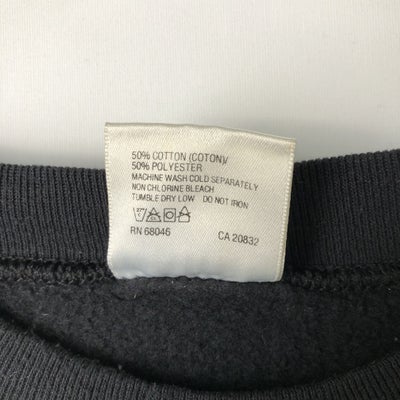 50% COTTON (COTON)/
50% POLYESTER
MACHINE WASH COLD SEPARATELY
NON CHLORINE BLEACH
TUMBLE DRY LOW DO NOT IRON
RN 68046 CA 20832